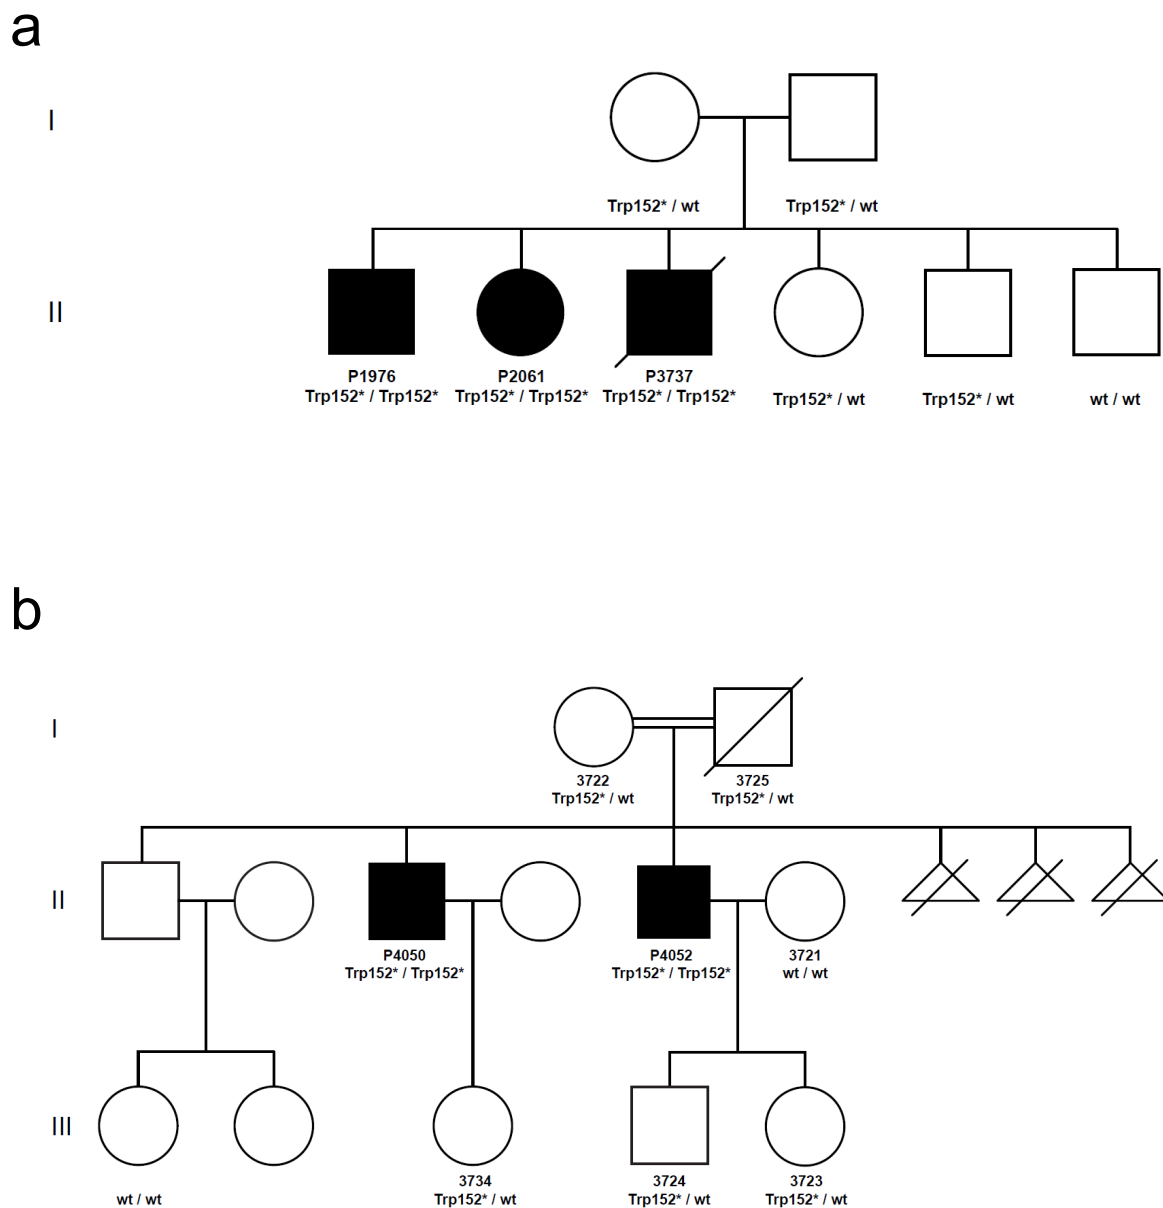 a
I
Trp152* / wt Trp152* / wt
II
P1976 P2061 P3737
Trp152* / Trp152* Trp152* / Trp152* Trp152* / Trp152* Trp152* / wt Trp152* / wt wt / wt
b
I
3722 3725
Trp152* / wt Trp152* / wt
II
P4050 P4052 3721
Trp152* / Trp152* Trp152* / Trp152* wt / wt
III
3734 3724 3723
wt / wt Trp152* / wt Trp152* / wt Trp152* / wt